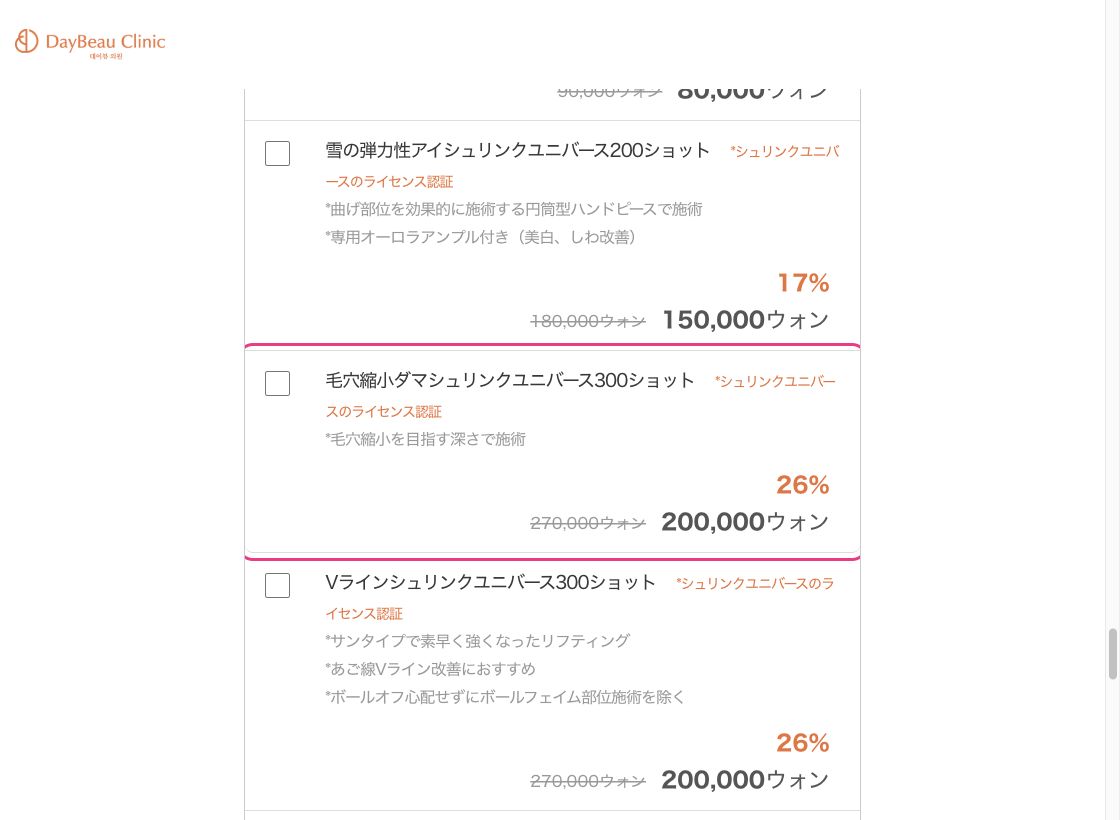 DayBeau Clinic
데이뷰 의원
90,000ウォン 80,000ウォン
雪の弾力性アイシュリンクユニバース200ショット *シュリンクユニバ
ースのライセンス認証
*曲げ部位を効果的に施術する円筒型ハンドピースで施術
*専用オーロラアンプル付き（美白、しわ改善）
17%
180,000ウォン 150,000ウォン
毛穴縮小ダマシュリンクユニバース300ショット *シュリンクユニバー
スのライセンス認証
*毛穴縮小を目指す深さで施術
26%
270,000ウォン 200,000ウォン
Vラインシュリンクユニバース300ショット *シュリンクユニバースのラ
イセンス認証
*サンタイプで素早く強くなったリフティング
*あご線Vライン改善におすすめ
*ボールオフ心配せずにボールフェイム部位施術を除く
26%
270,000ウォン 200,000ウォン